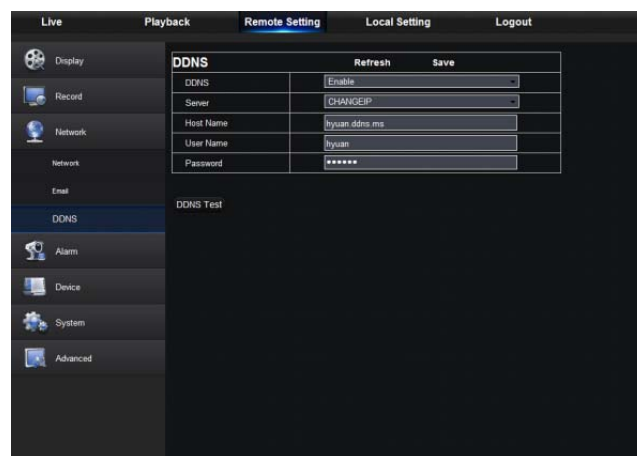 Live Playback Remote Setting Local Setting Logout
Display
Record
Network
Network
Email
DDNS
Alarm
Device
System
Advanced
DDNS Refresh Save
DDNS Enable
Server CHANGEIP
Host Name hyuan.ddns.ms
User Name hyuan
Password ••••••
DDNS Test